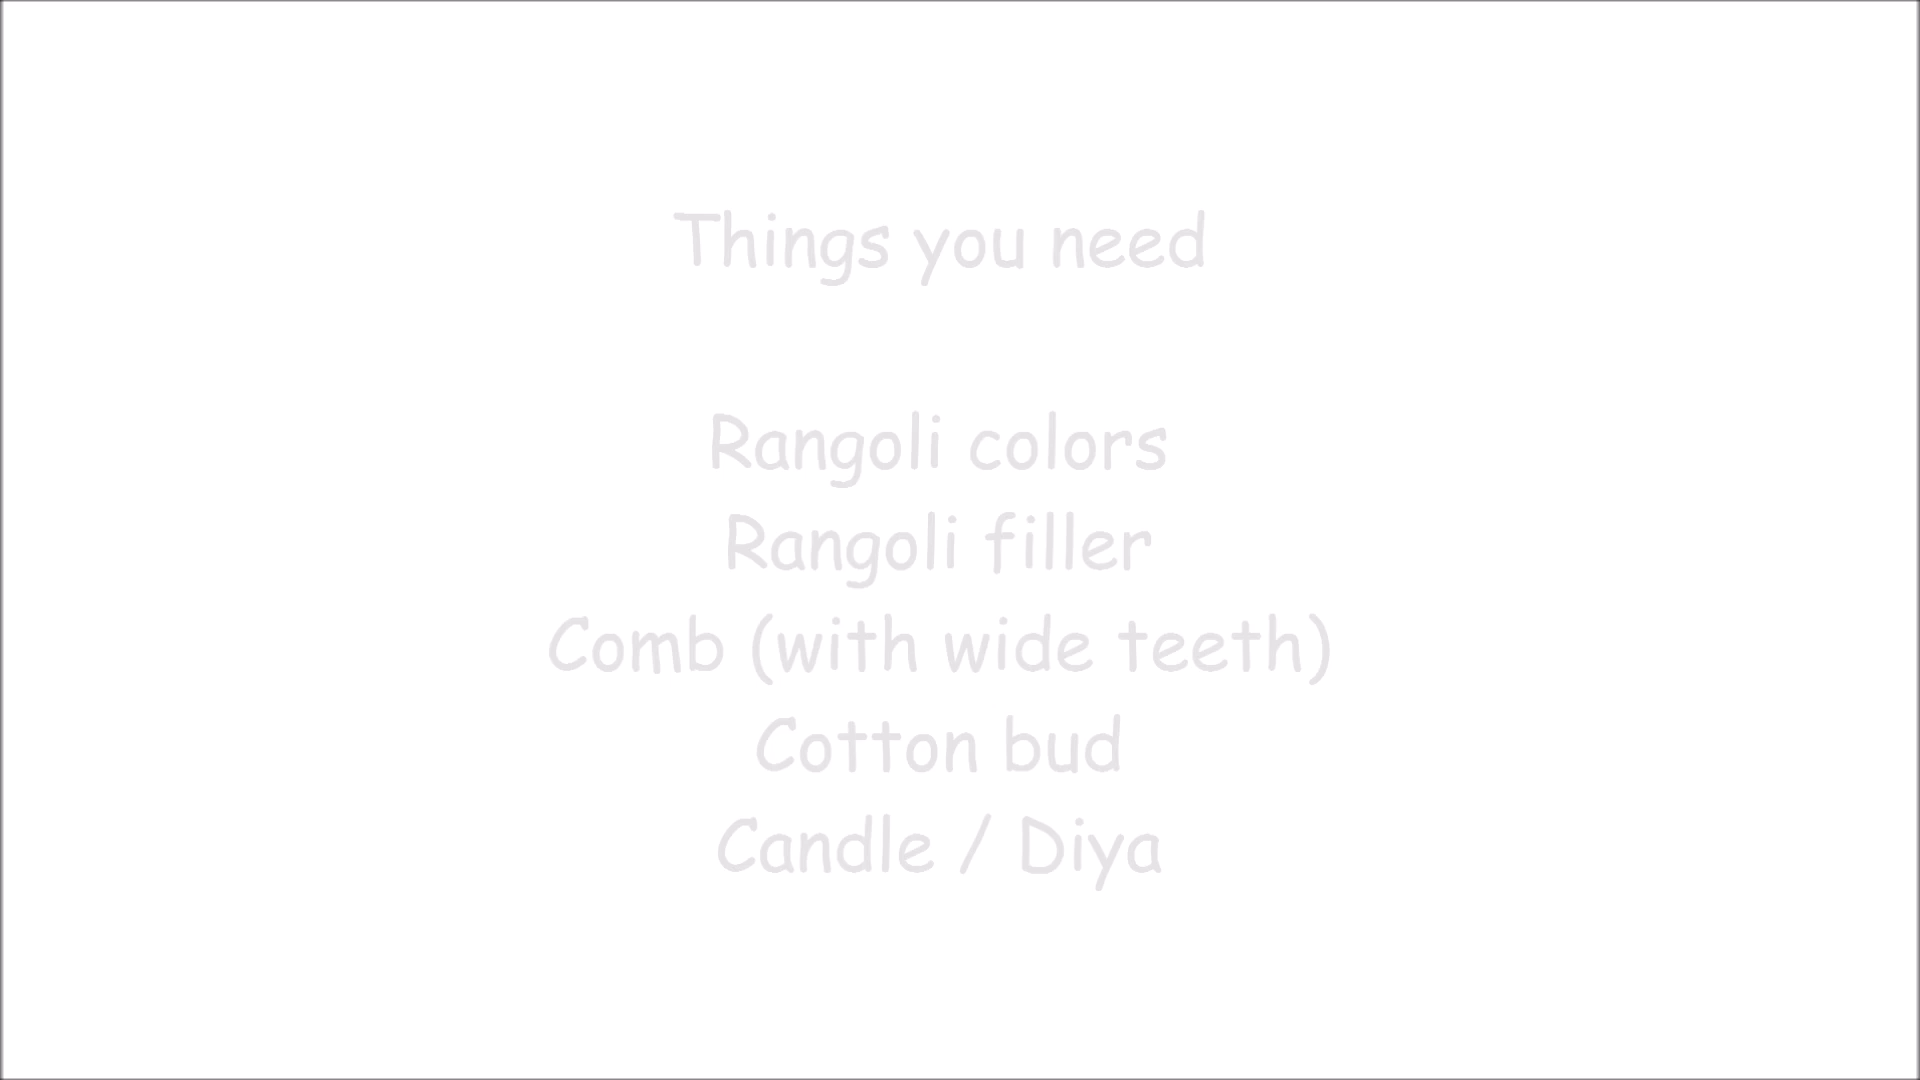 Things you need
Rangoli colors
Rangoli filler
Comb (with wide teeth)
Cotton bud
Candle / Diya